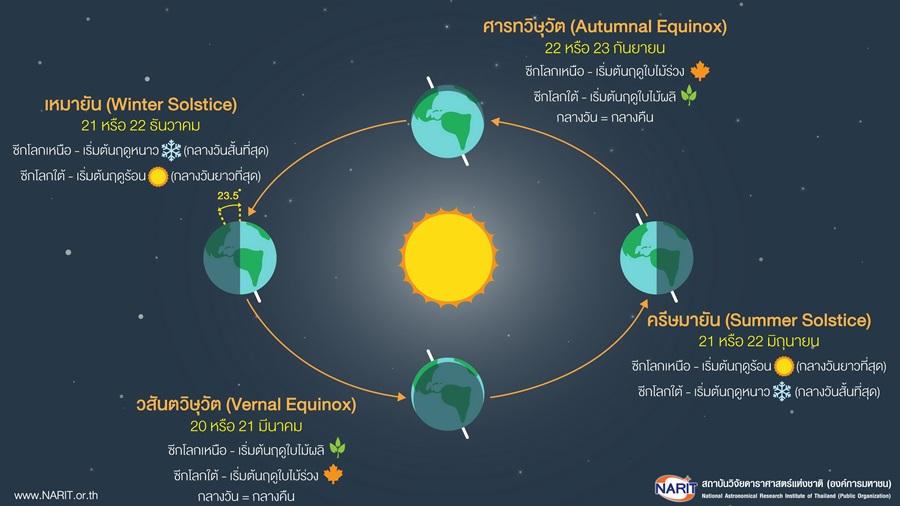 ศารทวิษุวัต (Autumnal Equinox)
22 หรือ 23 กันยายน
ซีกโลกเหนือ - เริ่มต้นฤดูใบไม้ร่วง
ซีกโลกใต้ - เริ่มต้นฤดูใบไม้ผลิ
กลางวัน = กลางคืน
เหมายัน (Winter Solstice)
21 หรือ 22 ธันวาคม
ซีกโลกเหนือ - เริ่มต้นฤดูหนาว (กลางวันสั้นที่สุด)
ซีกโลกใต้ - เริ่มต้นฤดูร้อน (กลางวันยาวที่สุด)
23.5°
ครีษมายัน (Summer Solstice)
21 หรือ 22 มิถุนายน
ซีกโลกเหนือ - เริ่มต้นฤดูร้อน (กลางวันยาวที่สุด)
ซีกโลกใต้ - เริ่มต้นฤดูหนาว (กลางวันสั้นที่สุด)
วสันตวิษุวัต (Vernal Equinox)
20 หรือ 21 มีนาคม
ซีกโลกเหนือ - เริ่มต้นฤดูใบไม้ผลิ
ซีกโลกใต้ - เริ่มต้นฤดูใบไม้ร่วง
กลางวัน = กลางคืน
www.NARIT.or.th
NARIT
สถาบันวิจัยดาราศาสตร์แห่งชาติ (องค์การมหาชน)
National Astronomical Research Institute of Thailand (Public Organization)